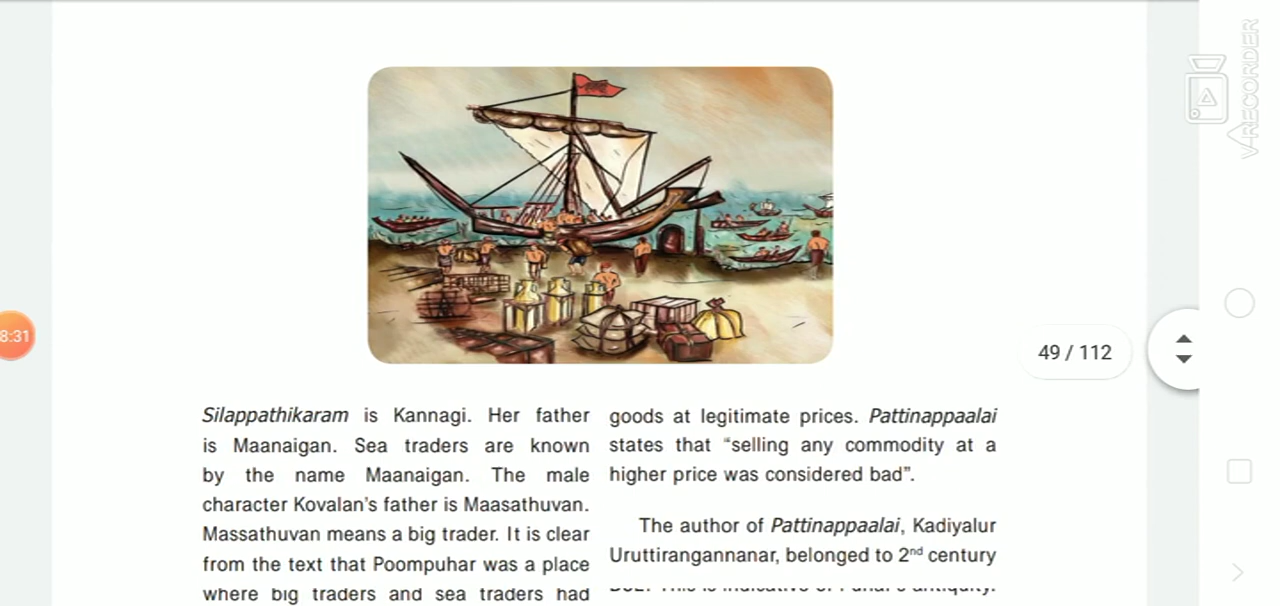 V-RECORDER
8:31
49 / 112
Silappathikaram is Kannagi. Her father
is Maanaigan. Sea traders are known
by the name Maanaigan. The male
character Kovalan's father is Maasathuvan.
Massathuvan means a big trader. It is clear
from the text that Poompuhar was a place
where big traders and sea traders had
goods at legitimate prices. Pattinappaalai
states that “selling any commodity at a
higher price was considered bad”.
The author of Pattinappaalai, Kadiyalur
Uruttirangannanar, belonged to 2nd century